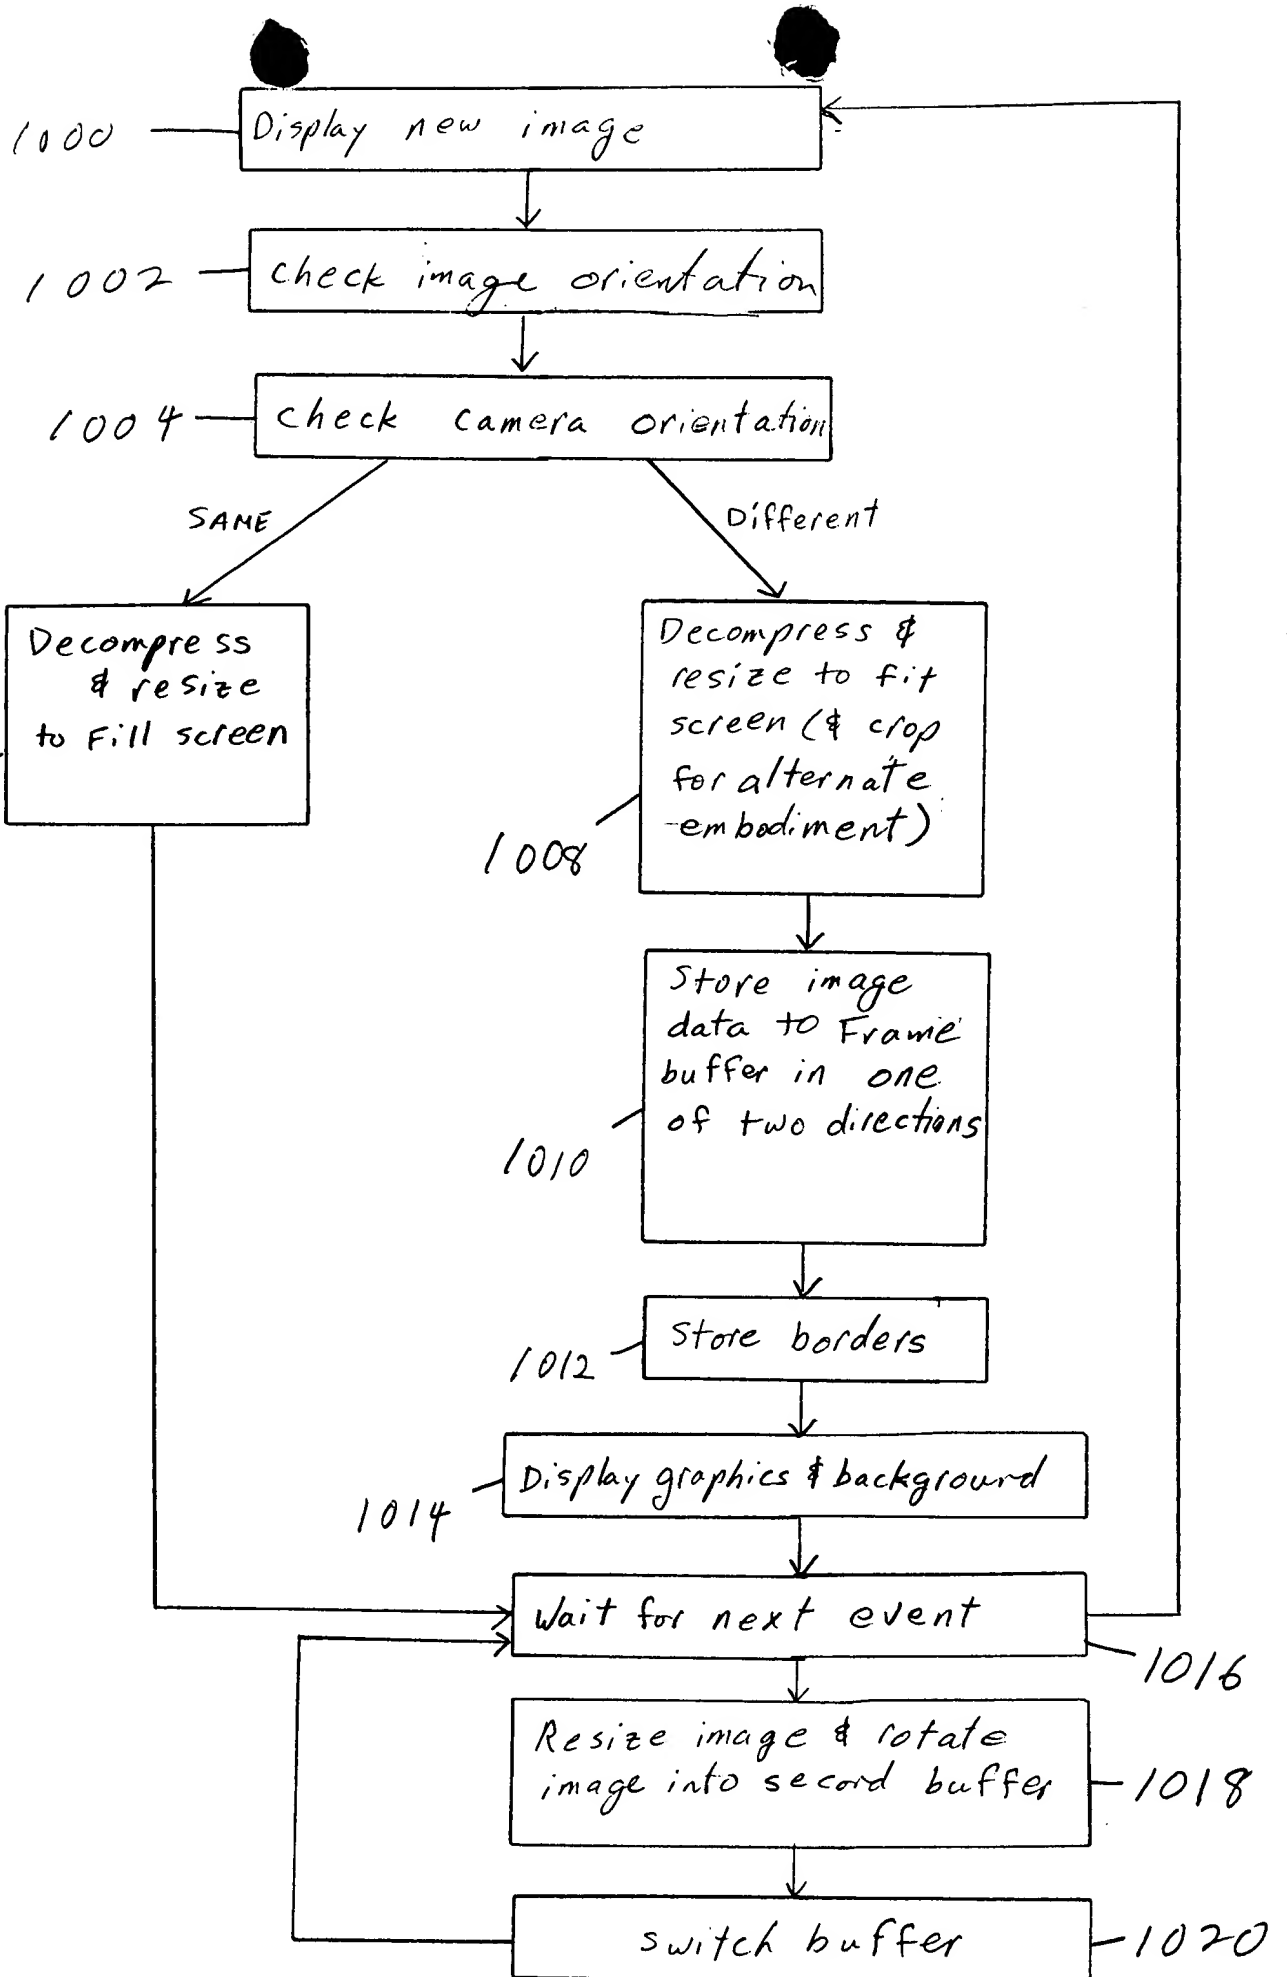 1000
Display new image
1002
check image orientation
1004
check camera orientation
SAME
Different
Decompress
& resize
to Fill screen
Decompress &
resize to fit
screen (& crop
for alternate
embodiment)
1008
Store image
data to Frame
buffer in one
of two directions
1010
Store borders
1012
Display graphics & background
1014
Wait for next event
1016
Resize image & rotate
image into second buffer
1018
switch buffer
1020